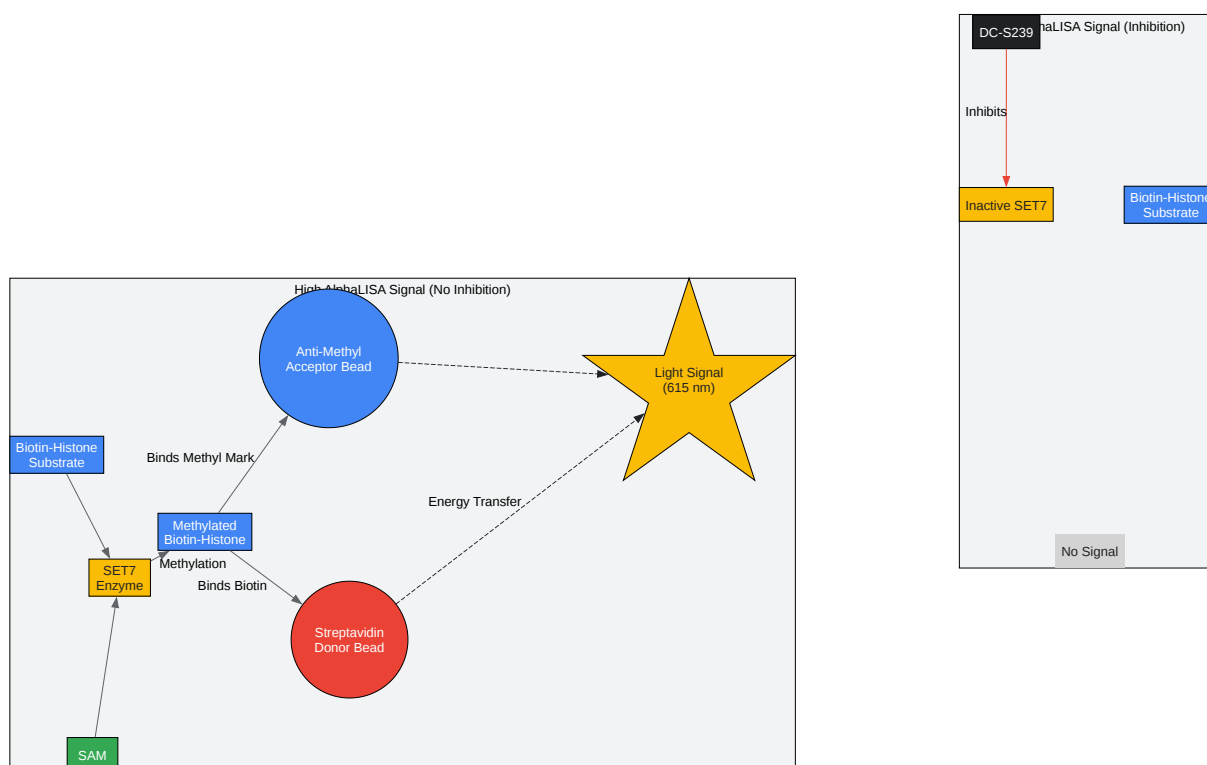 DC-S239
haLISA Signal (Inhibition)
Inhibits
Inactive SET7
Biotin-Histone
Substrate
No Signal
High AlphaLISA Signal (No Inhibition)
Anti-Methyl
Acceptor Bead
Light Signal
(615 nm)
Biotin-Histone
Substrate
Binds Methyl Mark
Energy Transfer
Methylated
Biotin-Histone
SET7
Enzyme
Methylation
Binds Biotin
Streptavidin
Donor Bead
SAM